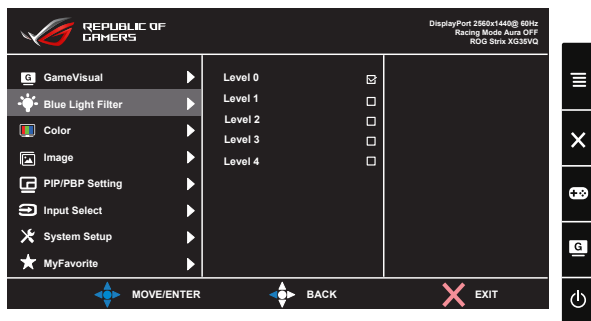 REPUBLIC OF
GAMERS
DisplayPort 2560x1440@ 60Hz
Racing Mode Aura OFF
ROG Strix XG35VQ
G GameVisual
Blue Light Filter
Color
Image
PIP/PBP Setting
Input Select
System Setup
MyFavorite
Level 0
Level 1
Level 2
Level 3
Level 4
G
MOVE/ENTER
BACK
EXIT